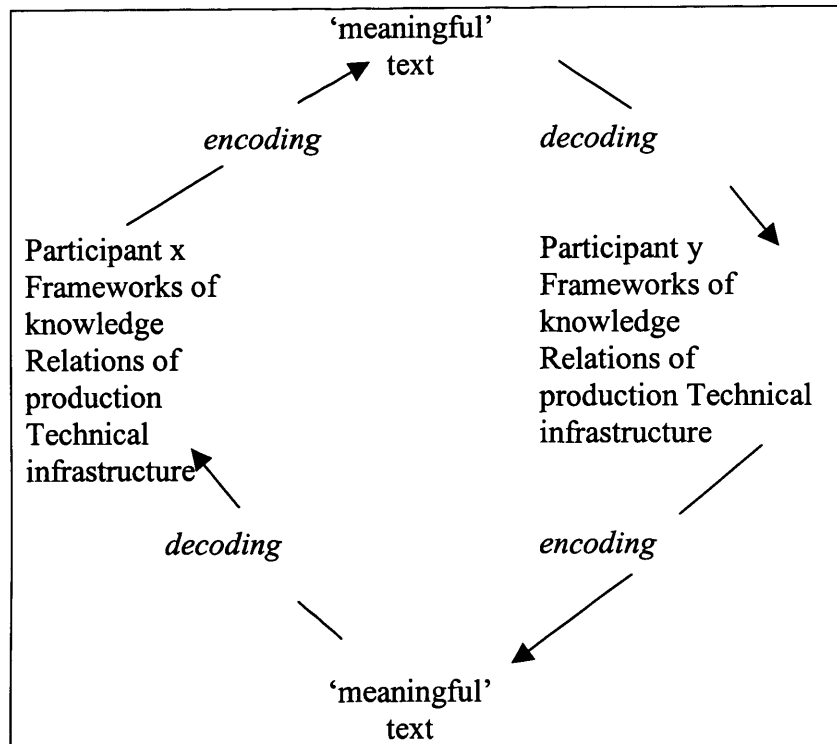 ‘meaningful’
text
encoding
decoding
Participant x
Frameworks of
knowledge
Relations of
production
Technical
infrastructure
Participant y
Frameworks of
knowledge
Relations of
production Technical
infrastructure
decoding
encoding
‘meaningful’
text